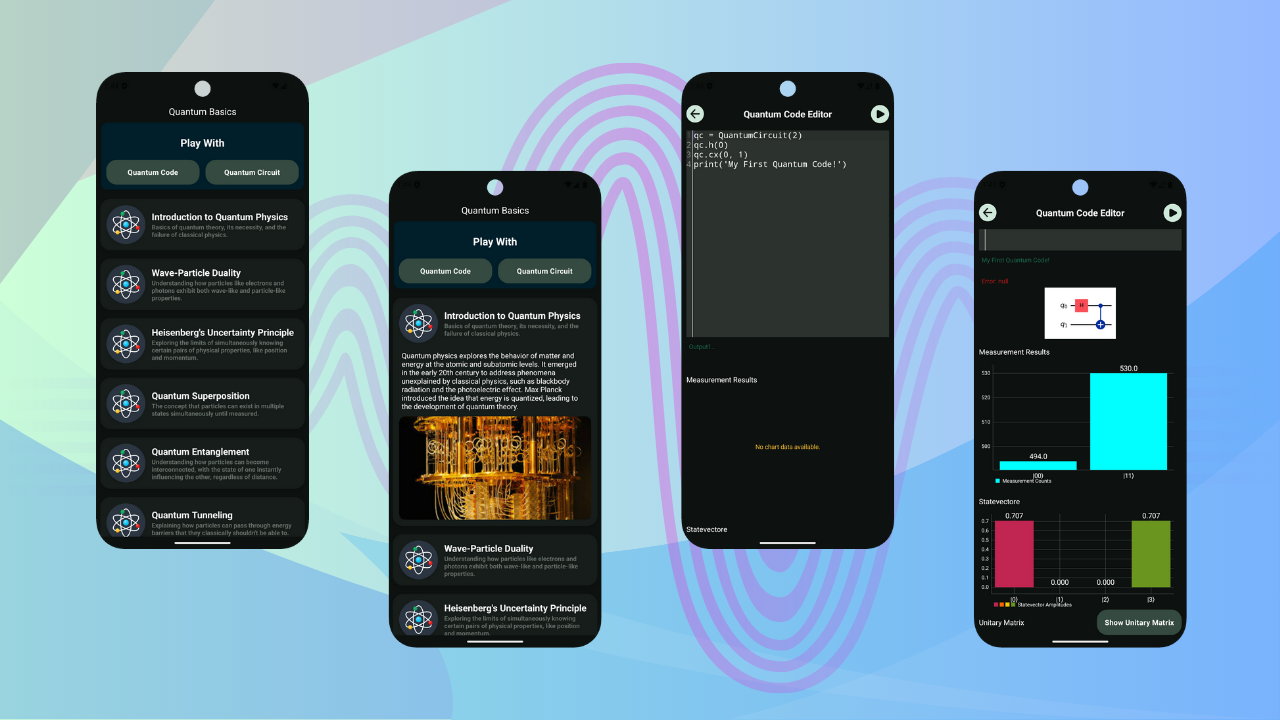 Quantum Basics
Play With
Quantum Code
Quantum Circuit
Introduction to Quantum Physics
Basics of quantum theory, its necessity, and the
failure of classical physics.
Wave-Particle Duality
Understanding how particles like electrons and
photons exhibit both wave-like and particle-like
properties.
Heisenberg's Uncertainty Principle
Exploring the limits of simultaneously knowing
certain pairs of physical properties, like position
and momentum.
Quantum Superposition
The concept that particles can exist in multiple
states simultaneously until measured.
Quantum Entanglement
Understanding how particles can become
interconnected, with the state of one instantly
influencing the other, regardless of distance.
Quantum Tunneling
Explaining how particles can pass through energy
barriers that they classically shouldn't be able to.
Quantum Basics
Play With
Quantum Code
Quantum Circuit
Introduction to Quantum Physics
Basics of quantum theory, its necessity, and the
failure of classical physics.
Quantum physics explores the behavior of matter and
energy at the atomic and subatomic levels. It emerged
in the early 20th century to address phenomena
unexplained by classical physics, such as blackbody
radiation and the photoelectric effect. Max Planck
introduced the idea that energy is quantized, leading to
the development of quantum theory.
Wave-Particle Duality
Understanding how particles like electrons and
photons exhibit both wave-like and particle-like
properties.
Heisenberg's Uncertainty Principle
Exploring the limits of simultaneously knowing
certain pairs of physical properties, like position
and momentum.
Quantum Code Editor
1 qc = QuantumCircuit(2)
2 qc.h(0)
3 qc.cx(0, 1)
4 print('My First Quantum Code!')
Output!...
Measurement Results
No chart data available.
Statevectore
Quantum Code Editor
My First Quantum Code!
Error: null
q0 H
q1
Measurement Results
530
520
510
500
494.0
530.0
|00⟩
|11⟩
Measurement Counts
Statevectore
0.7
0.6
0.5
0.4
0.3
0.2
0.1
0.0
0.707
0.000
0.000
0.707
|0⟩
|1⟩
|2⟩
|3⟩
Statevector Amplitudes
Unitary Matrix
Show Unitary Matrix